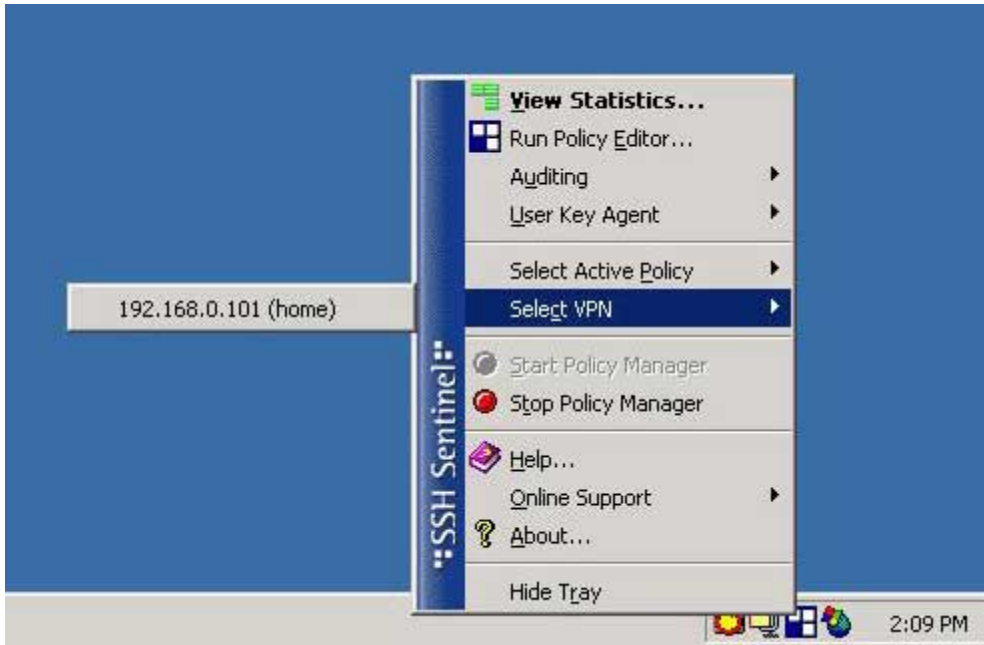 View Statistics...
Run Policy Editor...
Auditing
User Key Agent
Select Active Policy
192.168.0.101 (home)
Select VPN
Start Policy Manager
Stop Policy Manager
Help...
Online Support
About...
Hide Tray
SSH Sentinel
2:09 PM